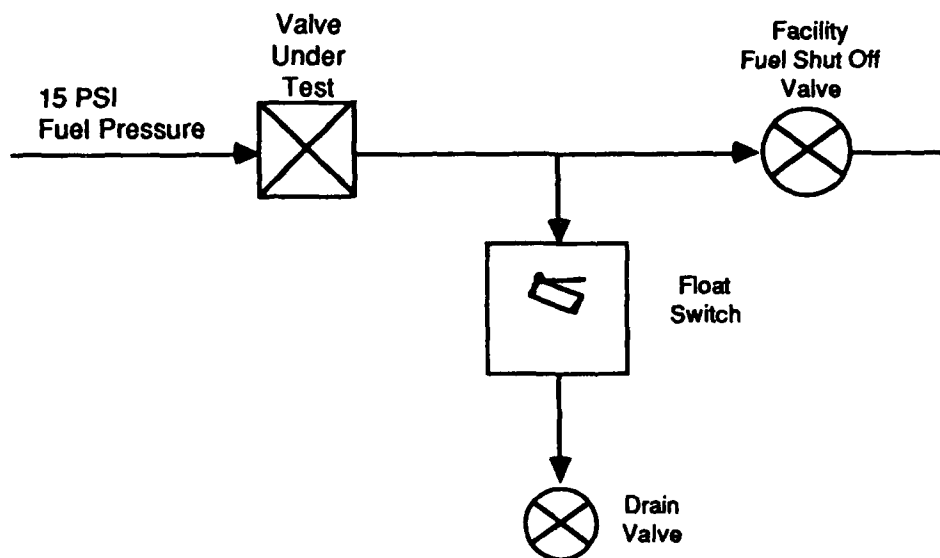 Valve
Under
Test
15 PSI
Fuel Pressure
Facility
Fuel Shut Off
Valve
Float
Switch
Drain
Valve